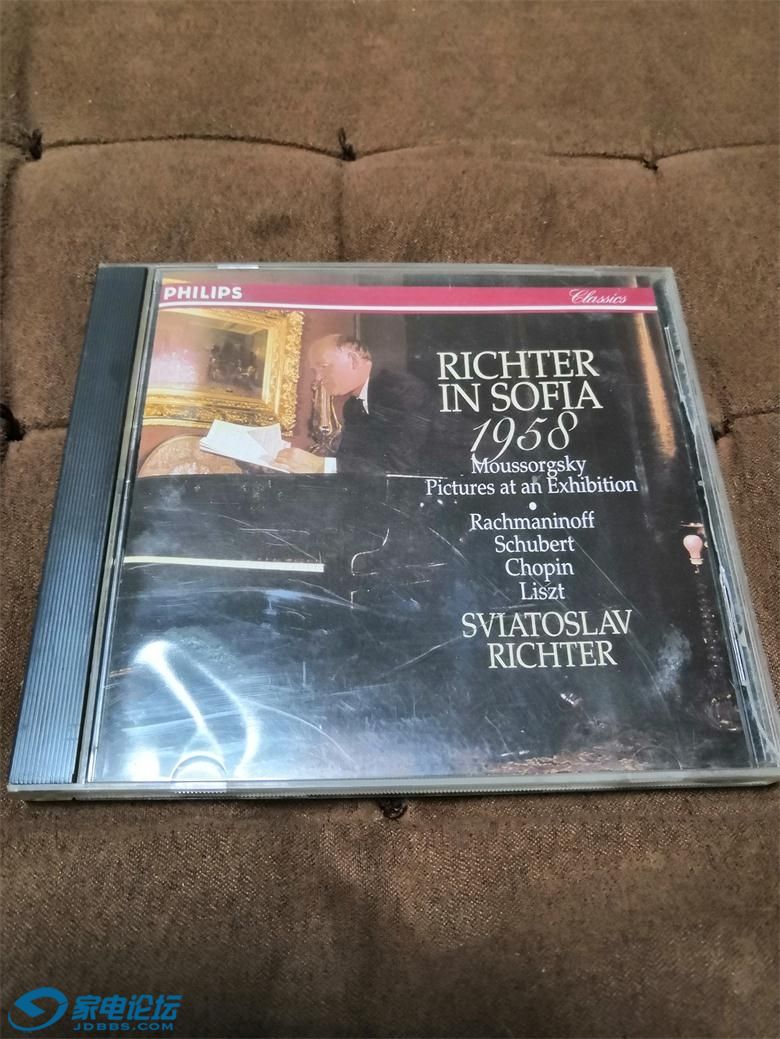 PHILIPS
Classics
RICHTER
IN SOFIA
1958
Moussorgsky
Pictures at an Exhibition
•
Rachmaninoff
Schubert
Chopin
Liszt
SVIATOSLAV
RICHTER
家电论坛
JDBBS.COM